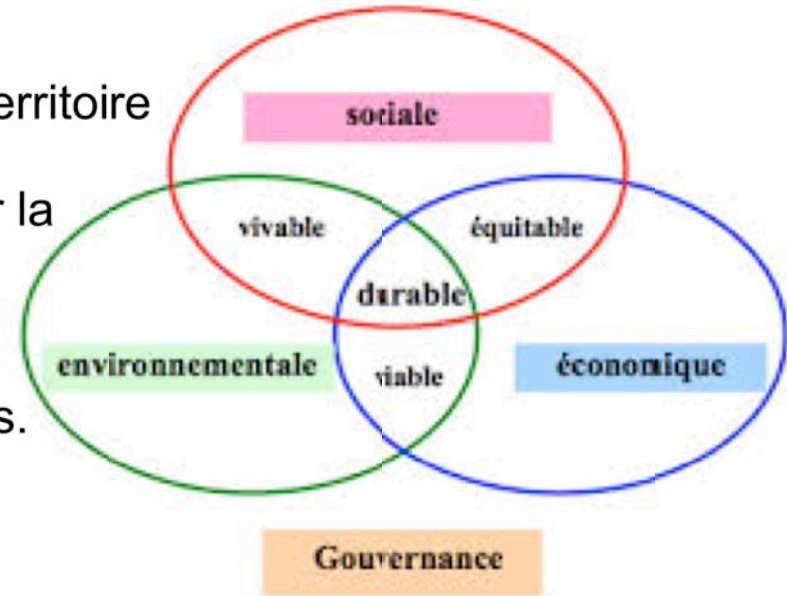 erritoire
sociale
r la
vivable
équitable
durable
environnementale
économique
viable
s.
Gouvernance